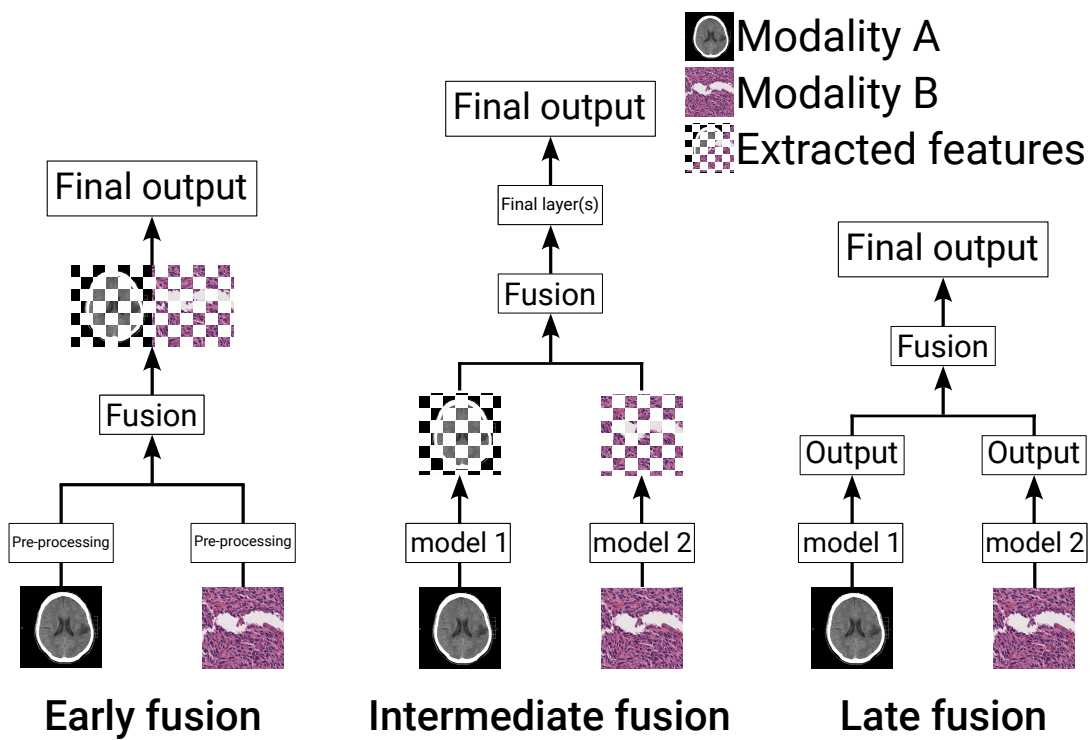 Modality A
Modality B
Extracted features
Final output
Fusion
Pre-processing
Pre-processing
Early fusion
Final output
Final layer(s)
Fusion
model 1
model 2
Intermediate fusion
Final output
Fusion
Output
Output
model 1
model 2
Late fusion